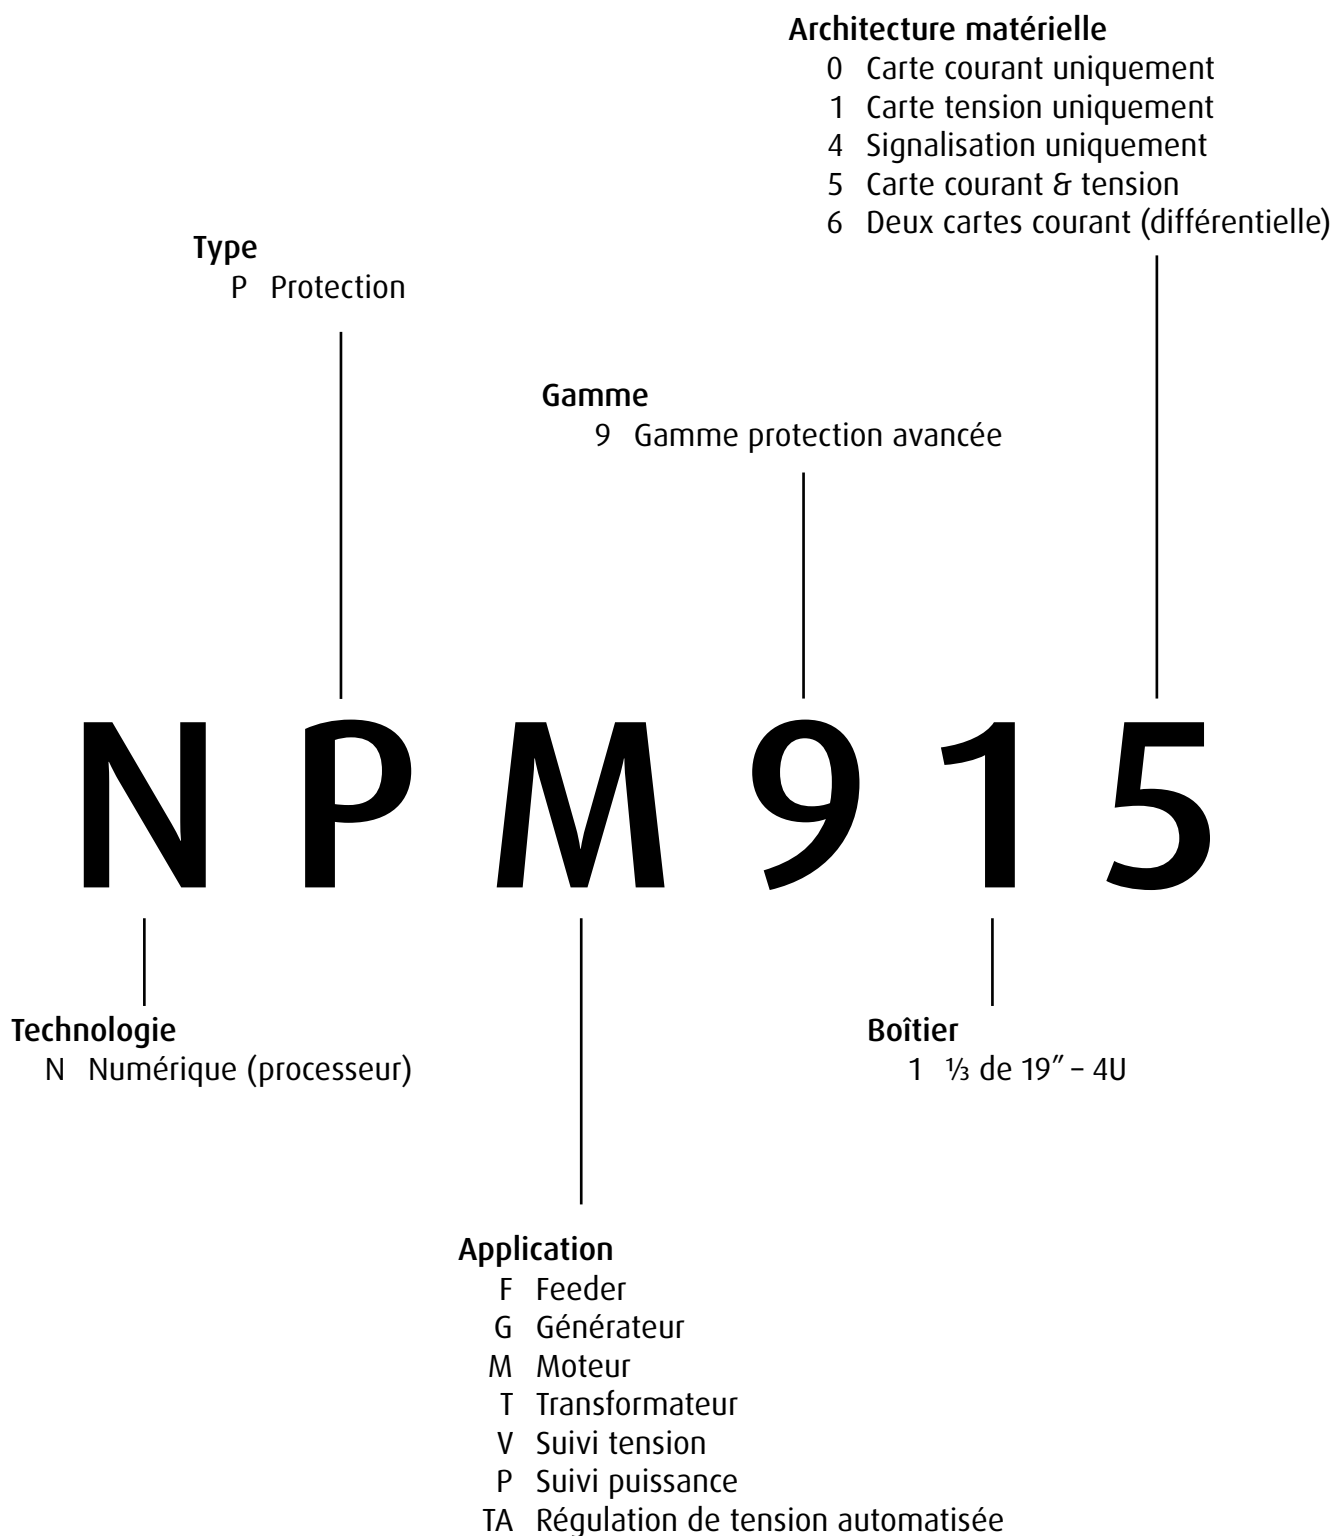 Architecture matérielle
0 Carte courant uniquement
1 Carte tension uniquement
4 Signalisation uniquement
5 Carte courant & tension
6 Deux cartes courant (différentielle)
Type
P Protection
Gamme
9 Gamme protection avancée
N P M 9 1 5
Technologie
N Numérique (processeur)
Boîtier
1 ⅓ de 19″ – 4U
Application
F Feeder
G Générateur
M Moteur
T Transformateur
V Suivi tension
P Suivi puissance
TA Régulation de tension automatisée